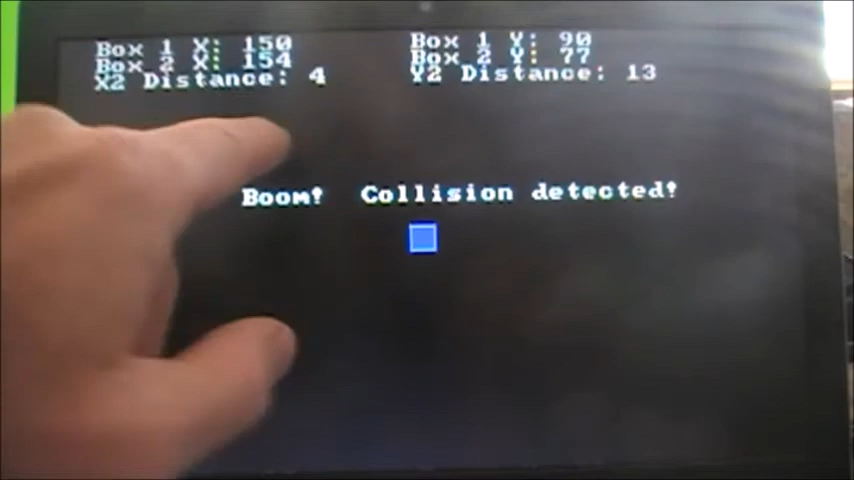 Box 1 X: 150
Box 2 X: 154
X2 Distance: 4
Box 1 Y: 90
Box 2 Y: 77
Y2 Distance: 13
Boom! Collision detected!